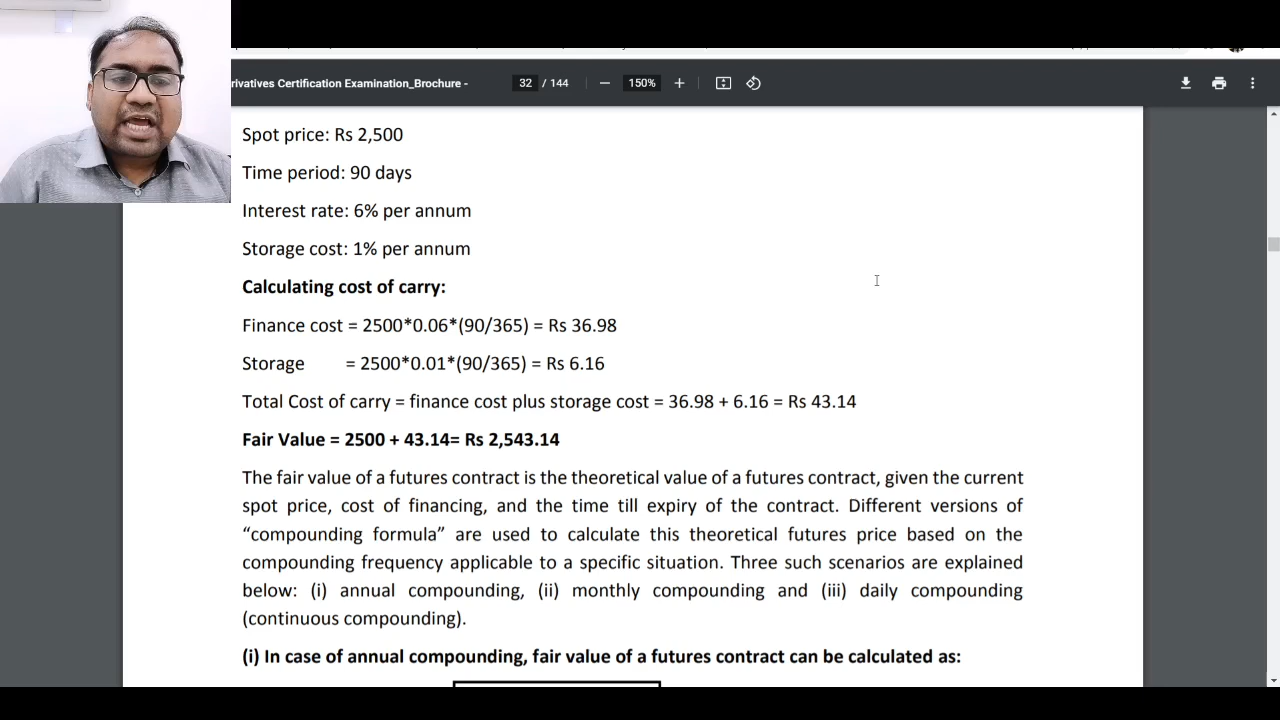 rivatives Certification Examination_Brochure -
32 / 144
150%
Spot price: Rs 2,500
Time period: 90 days
Interest rate: 6% per annum
Storage cost: 1% per annum
Calculating cost of carry:
Finance cost = 2500*0.06*(90/365) = Rs 36.98
Storage = 2500*0.01*(90/365) = Rs 6.16
Total Cost of carry = finance cost plus storage cost = 36.98 + 6.16 = Rs 43.14
Fair Value = 2500 + 43.14= Rs 2,543.14
The fair value of a futures contract is the theoretical value of a futures contract, given the current
spot price, cost of financing, and the time till expiry of the contract. Different versions of
“compounding formula” are used to calculate this theoretical futures price based on the
compounding frequency applicable to a specific situation. Three such scenarios are explained
below: (i) annual compounding, (ii) monthly compounding and (iii) daily compounding
(continuous compounding).
(i) In case of annual compounding, fair value of a futures contract can be calculated as: